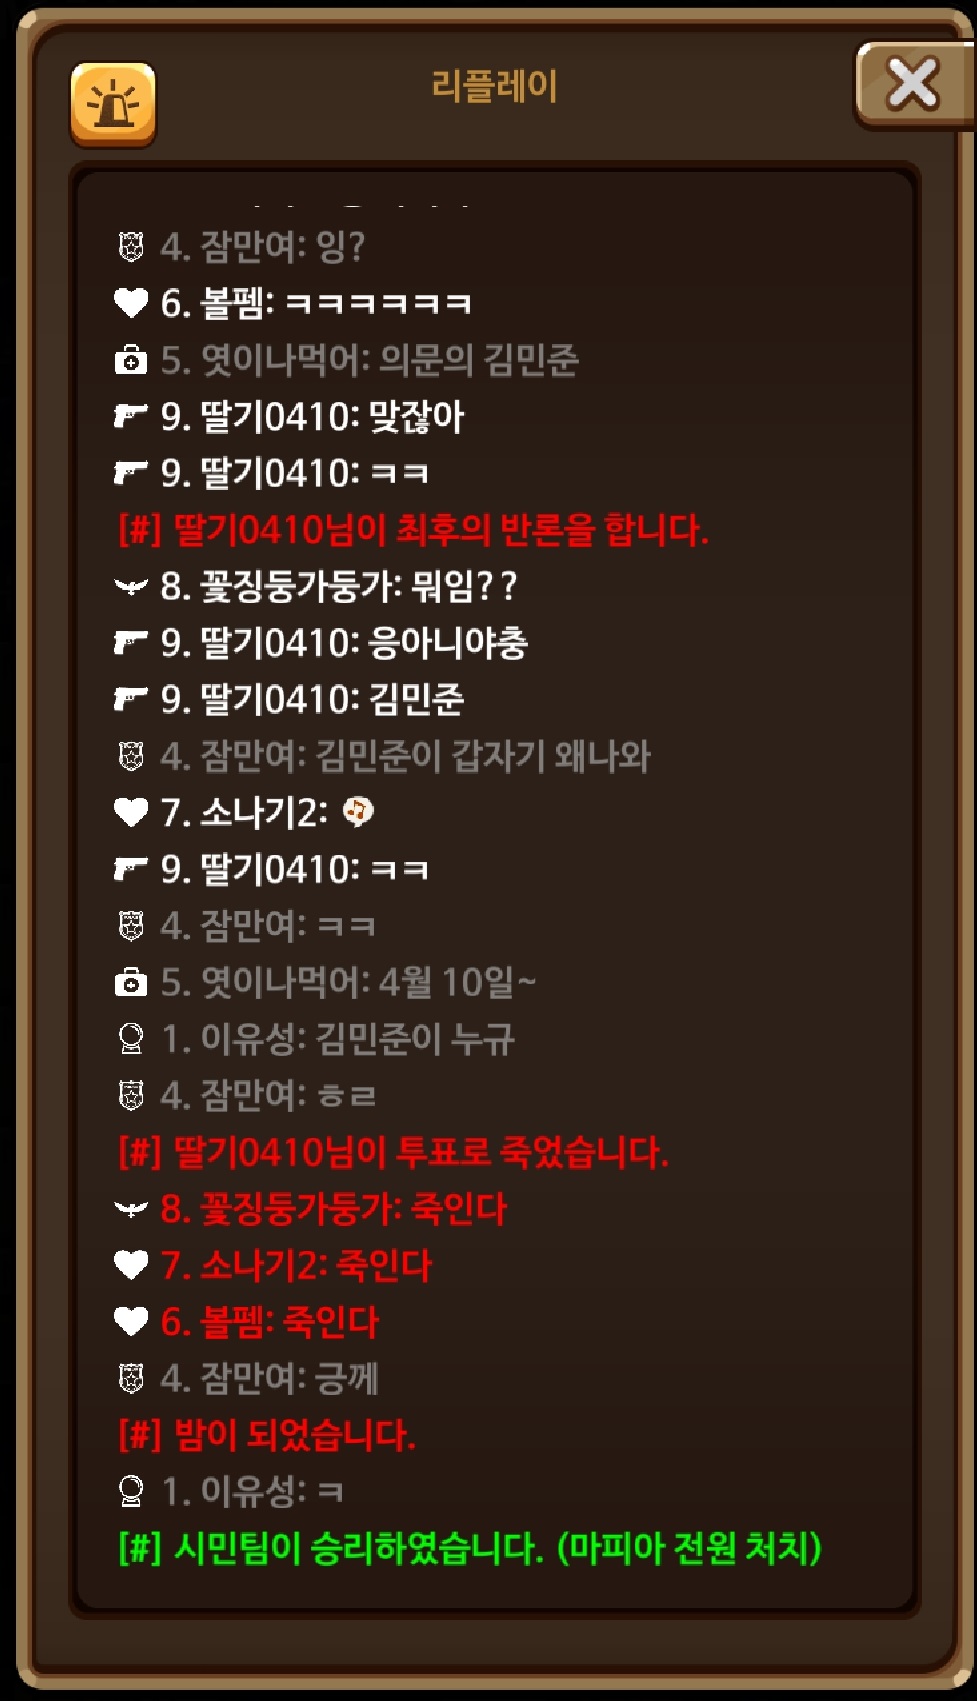 리플레이
4. 잠만여: 잉?
6. 볼펨: ㅋㅋㅋㅋㅋㅋ
5. 엿이나먹어: 의문의 김민준
9. 딸기0410: 맞잖아
9. 딸기0410: ㅋㅋ
[#] 딸기0410님이 최후의 반론을 합니다.
8. 꽃징둥가둥가: 뭐임??
9. 딸기0410: 응아니야충
9. 딸기0410: 김민준
4. 잠만여: 김민준이 갑자기 왜나와
7. 소나기2:
9. 딸기0410: ㅋㅋ
4. 잠만여: ㅋㅋ
5. 엿이나먹어: 4월 10일~
1. 이유성: 김민준이 누규
4. 잠만여: ㅎㄹ
[#] 딸기0410님이 투표로 죽었습니다.
8. 꽃징둥가둥가: 죽인다
7. 소나기2: 죽인다
6. 볼펨: 죽인다
4. 잠만여: 긍께
[#] 밤이 되었습니다.
1. 이유성: ㅋ
[#] 시민팀이 승리하였습니다. (마피아 전원 처치)